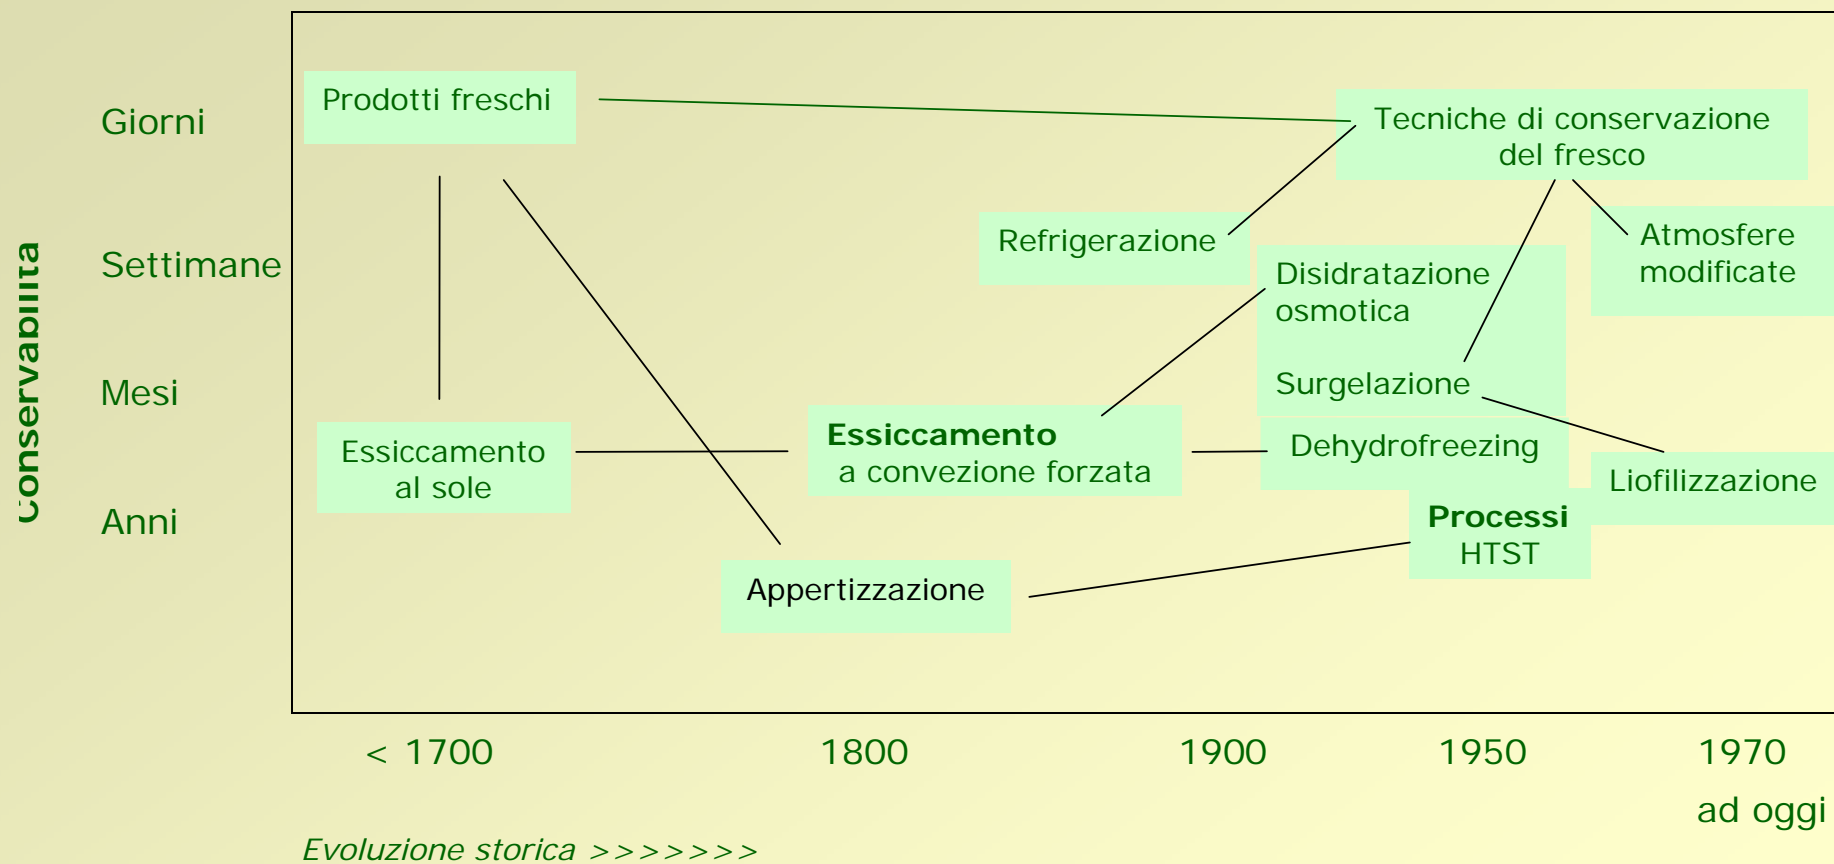 Prodotti freschi
Giorni
Tecniche di conservazione
del fresco
Refrigerazione
Atmosfere
modificate
Settimane
Disidratazione
osmotica
Conservabilità
Mesi
Surgelazione
Essiccamento
al sole
Essiccamento
a convezione forzata
Dehydrofreezing
Liofilizzazione
Anni
Processi
HTST
Appertizzazione
< 1700
1800
1900
1950
1970
ad oggi
Evoluzione storica >>>>>>>